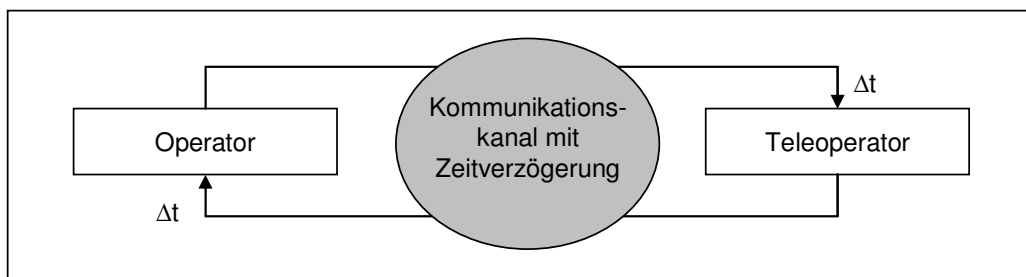 Operator
Δt
Kommunikations-
kanal mit
Zeitverzögerung
Δt
Teleoperator